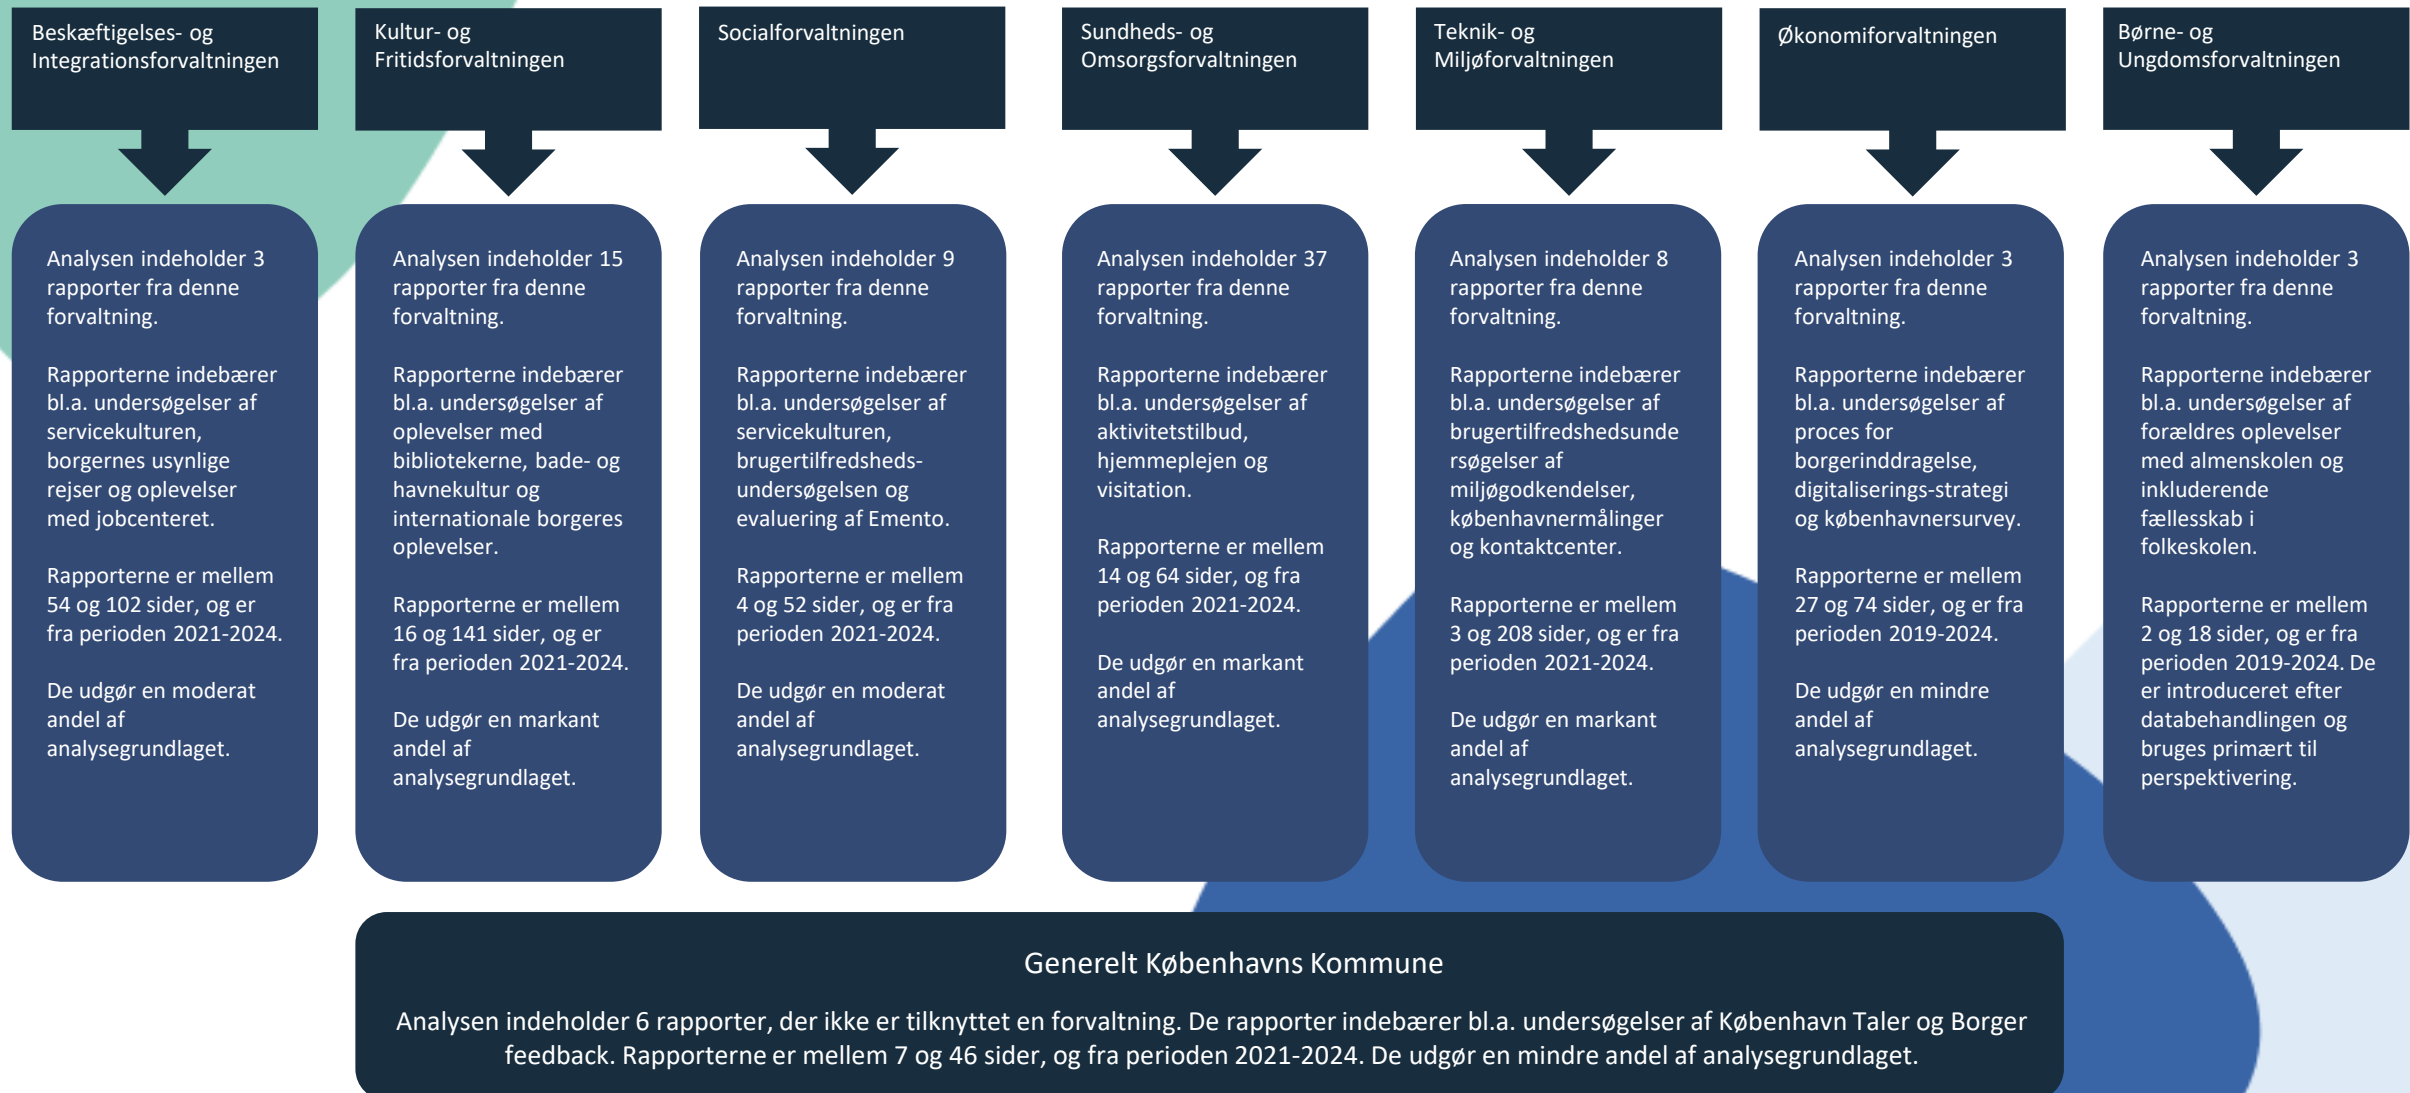 Beskæftigelses- og
Integrationsforvaltningen
Analysen indeholder 3
rapporter fra denne
forvaltning.
Rapporterne indebærer
bl.a. undersøgelser af
servicekulturen,
borgernes usynlige
rejser og oplevelser
med jobcenteret.
Rapporterne er mellem
54 og 102 sider, og er
fra perioden 2021-2024.
De udgør en moderat
andel af
analysegrundlaget.
Kultur- og
Fritidsforvaltningen
Analysen indeholder 15
rapporter fra denne
forvaltning.
Rapporterne indebærer
bl.a. undersøgelser af
oplevelser med
bibliotekerne, bade- og
havnekultur og
internationale borgeres
oplevelser.
Rapporterne er mellem
16 og 141 sider, og er
fra perioden 2021-2024.
De udgør en markant
andel af
analysegrundlaget.
Socialforvaltningen
Analysen indeholder 9
rapporter fra denne
forvaltning.
Rapporterne indebærer
bl.a. undersøgelser af
servicekulturen,
brugertilfredsheds-
undersøgelsen og
evaluering af Emento.
Rapporterne er mellem
4 og 52 sider, og er fra
perioden 2021-2024.
De udgør en moderat
andel af
analysegrundlaget.
Sundheds- og
Omsorgsforvaltningen
Analysen indeholder 37
rapporter fra denne
forvaltning.
Rapporterne indebærer
bl.a. undersøgelser af
aktivitetstilbud,
hjemmeplejen og
visitation.
Rapporterne er mellem
14 og 64 sider, og fra
perioden 2021-2024.
De udgør en markant
andel af
analysegrundlaget.
Teknik- og
Miljøforvaltningen
Analysen indeholder 8
rapporter fra denne
forvaltning.
Rapporterne indebærer
bl.a. undersøgelser af
brugertilfredshedsunde
rsøgelser af
miljøgodkendelser,
københavnermålinger
og kontaktcenter.
Rapporterne er mellem
3 og 208 sider, og er fra
perioden 2021-2024.
De udgør en markant
andel af
analysegrundlaget.
Økonomiforvaltningen
Analysen indeholder 3
rapporter fra denne
forvaltning.
Rapporterne indebærer
bl.a. undersøgelser af
proces for
borgerinddragelse,
digitaliserings-strategi
og københavnersurvey.
Rapporterne er mellem
27 og 74 sider, og er fra
perioden 2019-2024.
De udgør en mindre
andel af
analysegrundlaget.
Børne- og
Ungdomsforvaltningen
Analysen indeholder 3
rapporter fra denne
forvaltning.
Rapporterne indebærer
bl.a. undersøgelser af
forældres oplevelser
med almenskolen og
inkluderende
fællesskab i
folkeskolen.
Rapporterne er mellem
2 og 18 sider, og er fra
perioden 2019-2024. De
er introduceret efter
databehandlingen og
bruges primært til
perspektivering.
Generelt Københavns Kommune
Analysen indeholder 6 rapporter, der ikke er tilknyttet en forvaltning. De rapporter indebærer bl.a. undersøgelser af København Taler og Borger
feedback. Rapporterne er mellem 7 og 46 sider, og fra perioden 2021-2024. De udgør en mindre andel af analysegrundlaget.